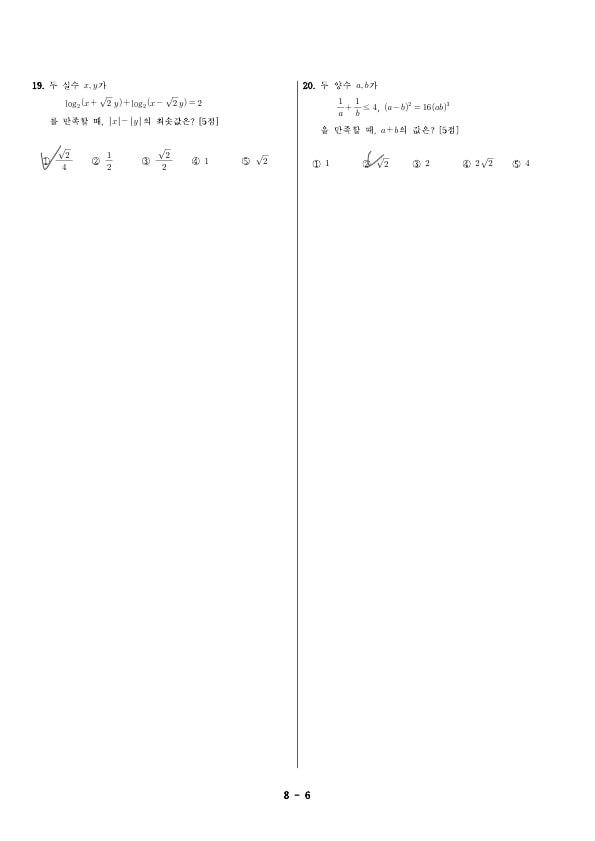 19. 두 실수 x, y가
log₂(x+√2 y)+log₂(x−√2 y)=2
를 만족할 때, |x|−|y|의 최솟값은? [5점]
① √2/4 ② 1/2 ③ √2/2 ④ 1 ⑤ √2
20. 두 양수 a, b가
1/a+1/b≤4, (a−b)²=16(ab)³
을 만족할 때, a+b의 값은? [5점]
① 1 ② √2 ③ 2 ④ 2√2 ⑤ 4
8 - 6